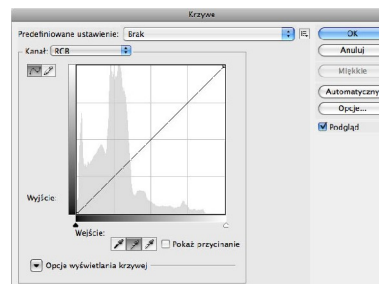 Krzywe
Predefiniowane ustawienie: Brak
Kanał: RGB
Wyjście:
Wejście:
Pokaż przycinanie
Opcje wyświetlania krzywej
OK
Anuluj
Miękkie
Automatyczny
Opcje...
Podgląd